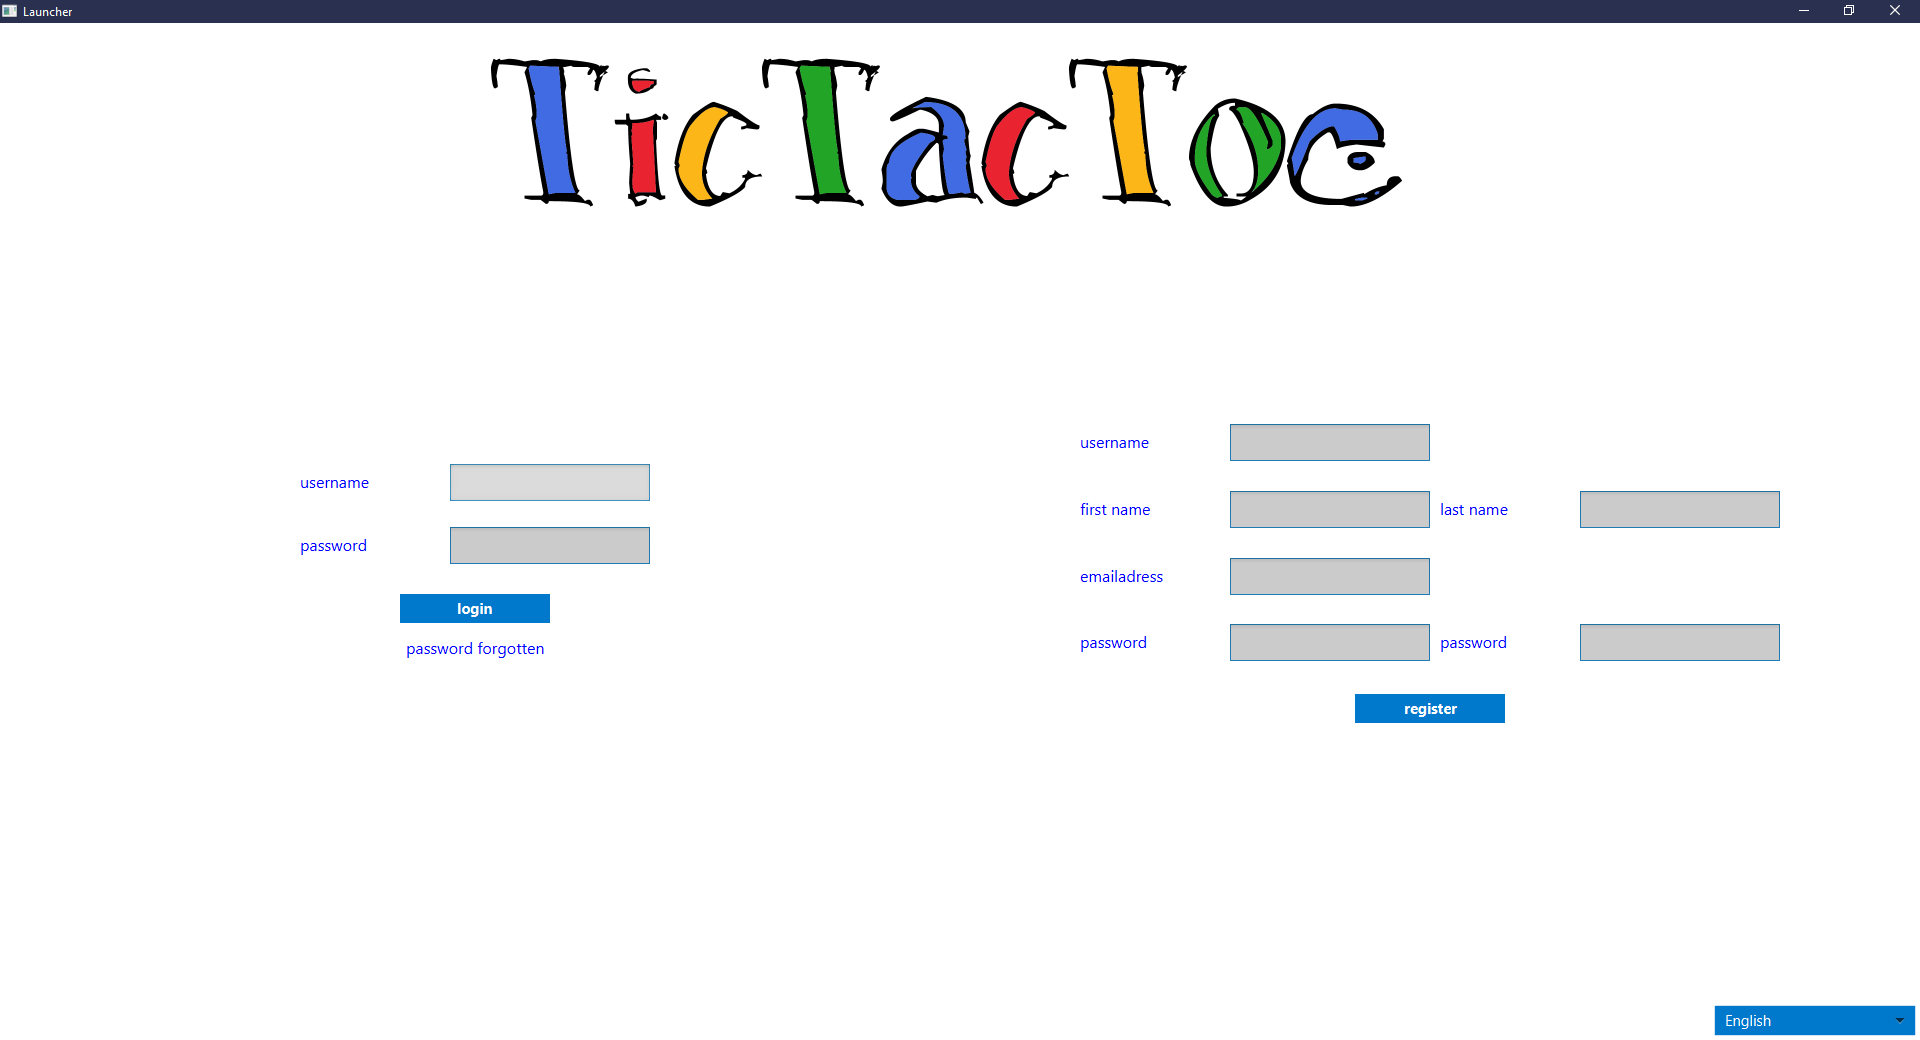 Launcher
TicTacToe
username
password
login
password forgotten
username
first name last name
emailadress
password password
register
English